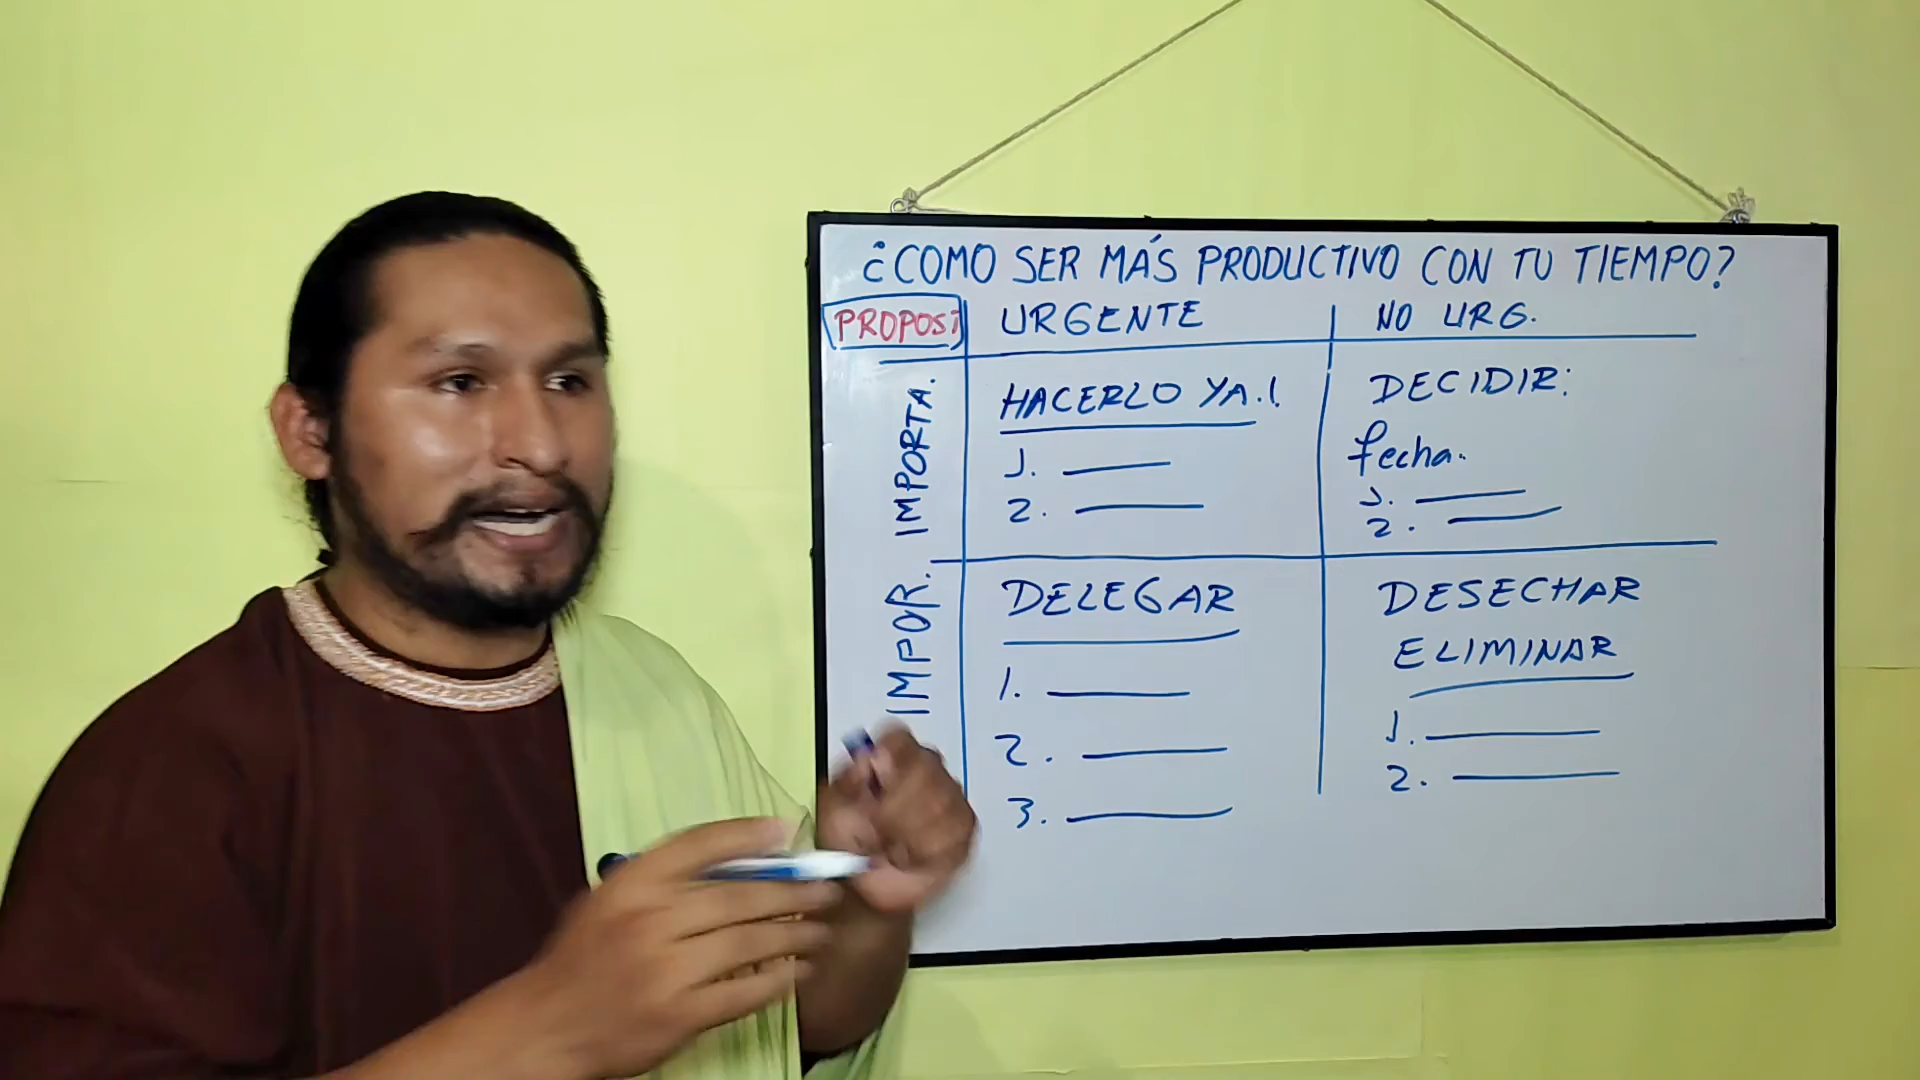 ¿COMO SER MÁS PRODUCTIVO CON TU TIEMPO?
PROPOSI
URGENTE
NO URG.
IMPORTA.
HACERLO YA.!
1.
2.
DECIDIR:
fecha.
1.
2.
IMPOR.
DELEGAR
1.
2.
3.
DESECHAR
ELIMINAR
1.
2.